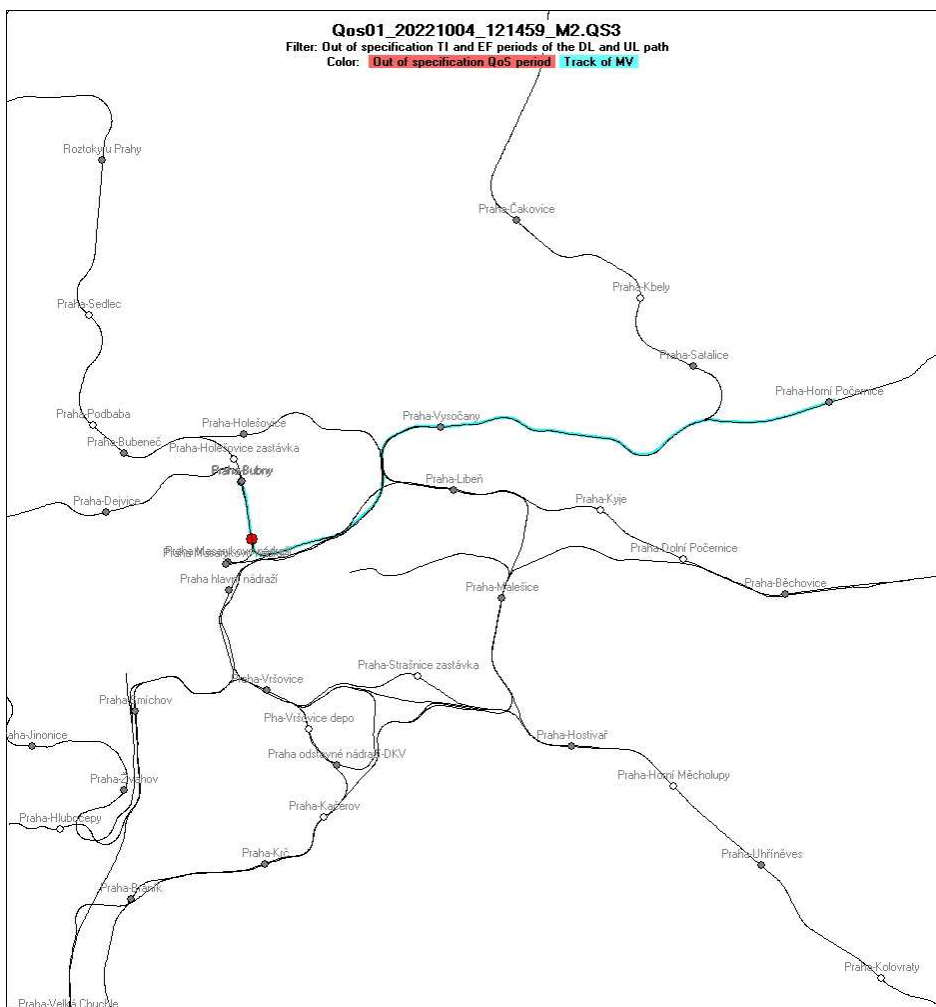 Qos01_20221004_121459_M2.QS3
Filter: Out of specification TI and EF periods of the DL and UL path
Color: Out of specification QoS period Track of MV
Roztoky u Prahy
Praha-Čakovice
Praha-Kbely
Praha-Sedlec
Praha-Satalice
Praha-Horní Počernice
Praha-Podbaba
Praha-Vysočany
Praha-Holešovice
Praha-Bubeneč
Praha-Holešovice zastávka
Praha-Bubny
Praha-Libeň
Praha-Dejvice
Praha-Kyje
Praha Masarykovo nádraží
Praha Dolní Počernice
Praha hlavní nádraží
Praha-Běchovice
Praha-Malešice
Praha-Strašnice zastávka
Praha-Vršovice
Praha-Smíchov
Pha-Vršovice depo
aha-Jinonice
Praha-Hostivař
Praha odstavné nádraží-DKV
Praha-Žvahov
Praha-Horní Měcholupy
Praha-Kačerov
Praha-Hlubočepy
Praha-Krč
Praha-Uhříněves
Praha-Braník
Praha-Kolovraty
Praha-Velká Chuchle